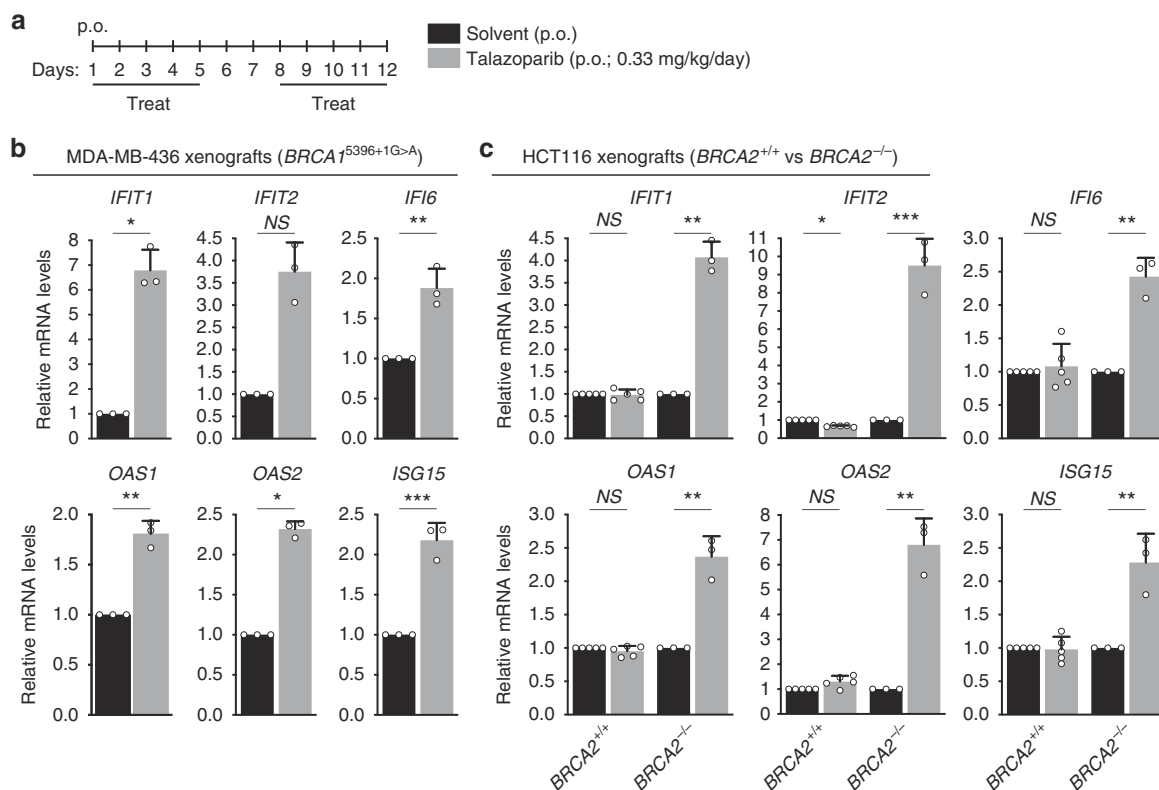 a
p.o.
Days: 1 2 3 4 5 6 7 8 9 10 11 12
Treat Treat
Solvent (p.o.)
Talazoparib (p.o.; 0.33 mg/kg/day)
b MDA-MB-436 xenografts (BRCA1^5396+1G>A)
IFIT1 IFIT2 IFI6
* NS **
Relative mRNA levels
8 7 6 5 4 3 2 1 0
4.5 4.0 3.5 3.0 2.5 2.0 1.5 1.0 0.5 0.0
2.5 2.0 1.5 1.0 0.5 0.0
OAS1 OAS2 ISG15
** * ***
Relative mRNA levels
2.0 1.5 1.0 0.5 0.0
2.5 2.0 1.5 1.0 0.5 0.0
2.5 2.0 1.5 1.0 0.5 0.0
c HCT116 xenografts (BRCA2+/+ vs BRCA2−/−)
IFIT1 IFIT2 IFI6
NS ** * *** NS **
Relative mRNA levels
4.5 4.0 3.5 3.0 2.5 2.0 1.5 1.0 0.5 0.0
11 10 9 8 7 6 5 4 3 2 1 0
3.0 2.5 2.0 1.5 1.0 0.5 0.0
OAS1 OAS2 ISG15
NS ** NS ** NS **
Relative mRNA levels
3.0 2.5 2.0 1.5 1.0 0.5 0.0
8 7 6 5 4 3 2 1 0
3.0 2.5 2.0 1.5 1.0 0.5 0.0
BRCA2+/+ BRCA2−/− BRCA2+/+ BRCA2−/− BRCA2+/+ BRCA2−/−